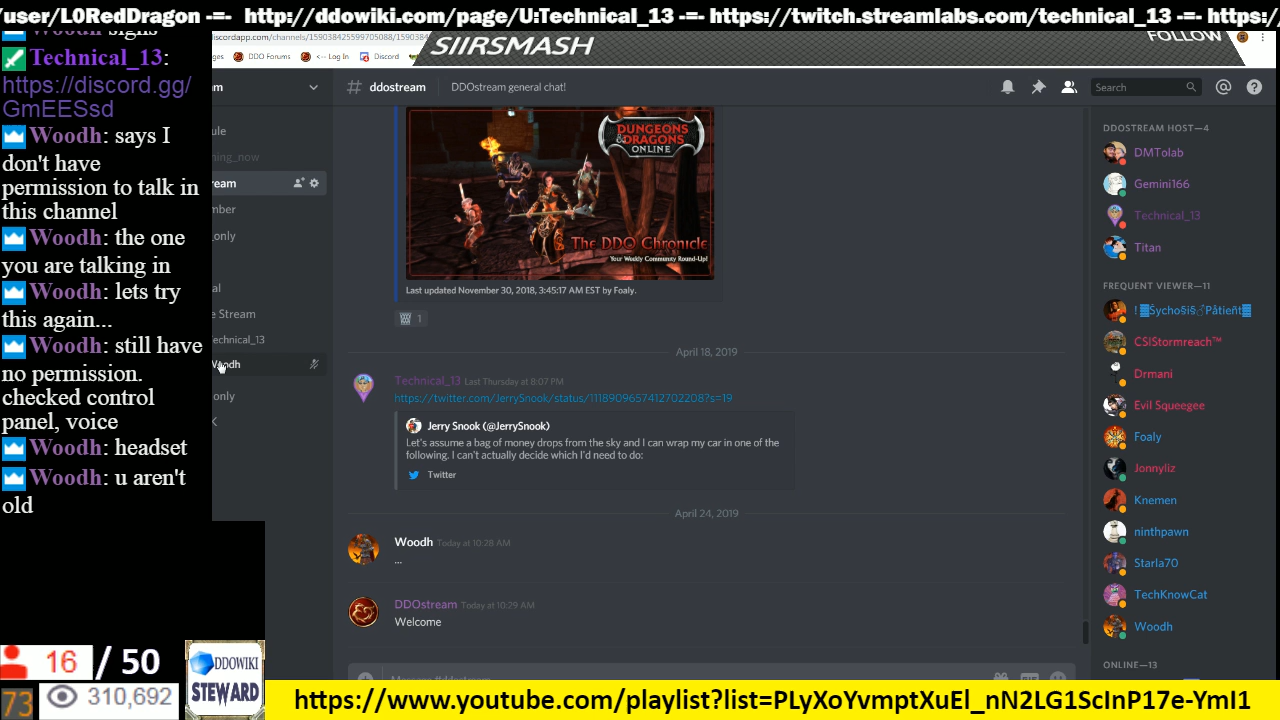 /user/L0RedDragon -=- http://ddowiki.com/page/U:Technical_13 -=- https://twitch.streamlabs.com/technical_13 -=- https:/
SIIRSMASH
FOLLOW
discordapp.com/channels/159038425599705088/1590384
DDO Forums
<-- Log In
Discord
signs
Technical_13:
https://discord.gg/
GmEESsd
Woodh: says I
don't have
permission to talk in
this channel
Woodh: the one
you are talking in
Woodh: lets try
this again...
Woodh: still have
no permission.
checked control
panel, voice
Woodh: headset
Woodh: u aren't
old
# ddostream
DDOstream general chat!
Search
DUNGEONS
& DRAGONS
ONLINE
The DDO Chronicle
Your Weekly Community Round-Up!
Last updated November 30, 2018, 3:45:17 AM EST by Foaly.
1
April 18, 2019
Technical_13 Last Thursday at 8:07 PM
https://twitter.com/JerrySnook/status/1118909657412702208?s=19
Jerry Snook (@JerrySnook)
Let's assume a bag of money drops from the sky and I can wrap my car in one of the
following. I can't actually decide which I'd need to do:
Twitter
April 24, 2019
Woodh Today at 10:28 AM
...
DDOstream Today at 10:29 AM
Welcome
Message #ddostream
DDOSTREAM HOST—4
DMTolab
Gemini166
Technical_13
Titan
FREQUENT VIEWER—11
CSIStormreach™
Drmani
Evil Squeegee
Foaly
Jonnyliz
Knemen
ninthpawn
Starla70
TechKnowCat
Woodh
ONLINE—13
16 / 50
73
310,692
DDOWIKI
STEWARD
https://www.youtube.com/playlist?list=PLyXoYvmptXuEl_nN2LG1ScInP17e-YmI1